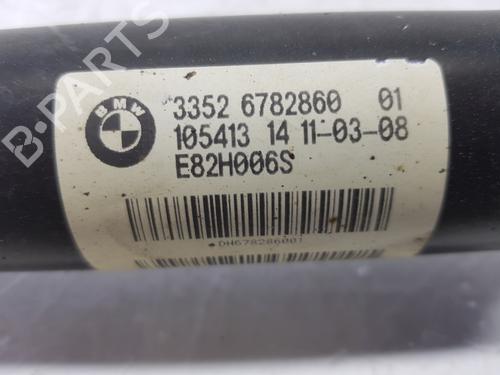 B-PARTS
BMW
3352 6782860 01
105413 14 11-03-08
E82H006S
*DH678286001